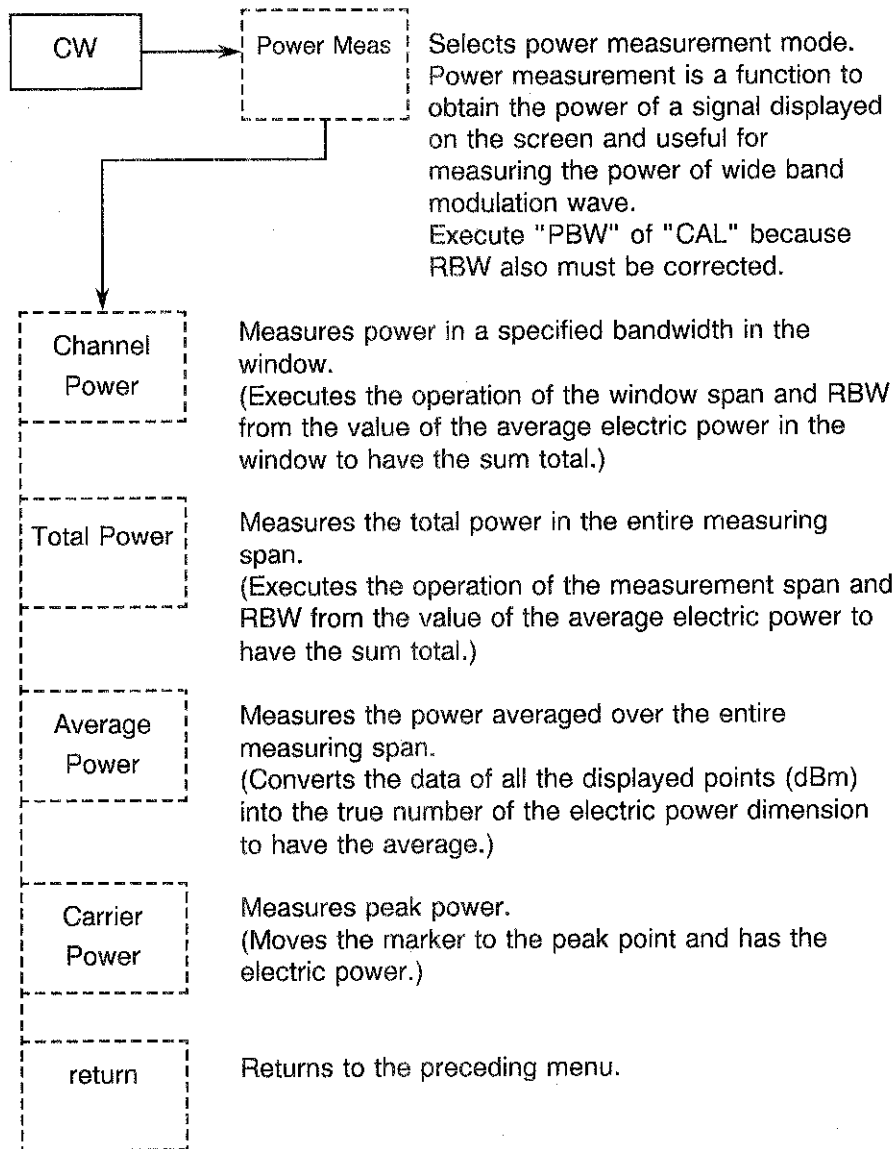 CW
Power Meas
Selects power measurement mode.
Power measurement is a function to
obtain the power of a signal displayed
on the screen and useful for
measuring the power of wide band
modulation wave.
Execute "PBW" of "CAL" because
RBW also must be corrected.
Channel
Power
Measures power in a specified bandwidth in the
window.
(Executes the operation of the window span and RBW
from the value of the average electric power in the
window to have the sum total.)
Total Power
Measures the total power in the entire measuring
span.
(Executes the operation of the measurement span and
RBW from the value of the average electric power to
have the sum total.)
Average
Power
Measures the power averaged over the entire
measuring span.
(Converts the data of all the displayed points (dBm)
into the true number of the electric power dimension
to have the average.)
Carrier
Power
Measures peak power.
(Moves the marker to the peak point and has the
electric power.)
return
Returns to the preceding menu.